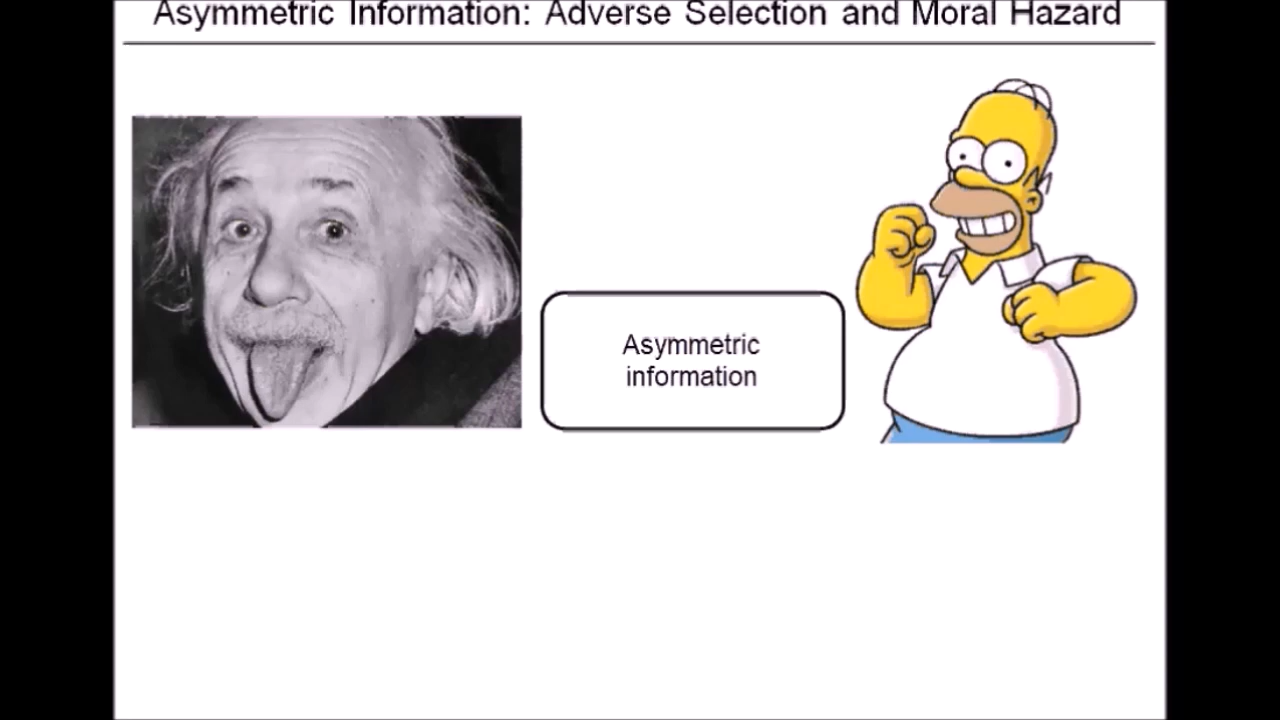 Asymmetric Information: Adverse Selection and Moral Hazard
Asymmetric
information